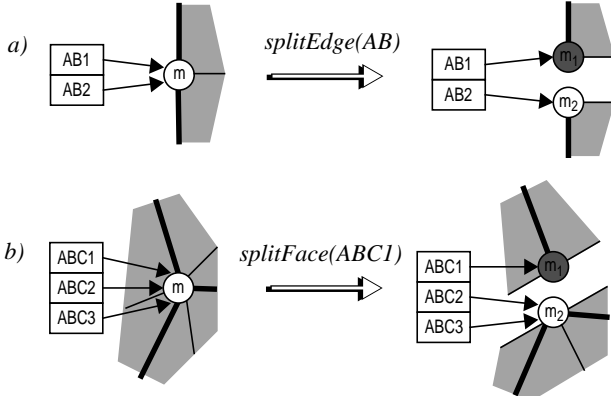 a)
AB1
AB2
m
splitEdge(AB)
AB1
AB2
m1
m2
b)
ABC1
ABC2
ABC3
m
splitFace(ABC1)
ABC1
ABC2
ABC3
m1
m2